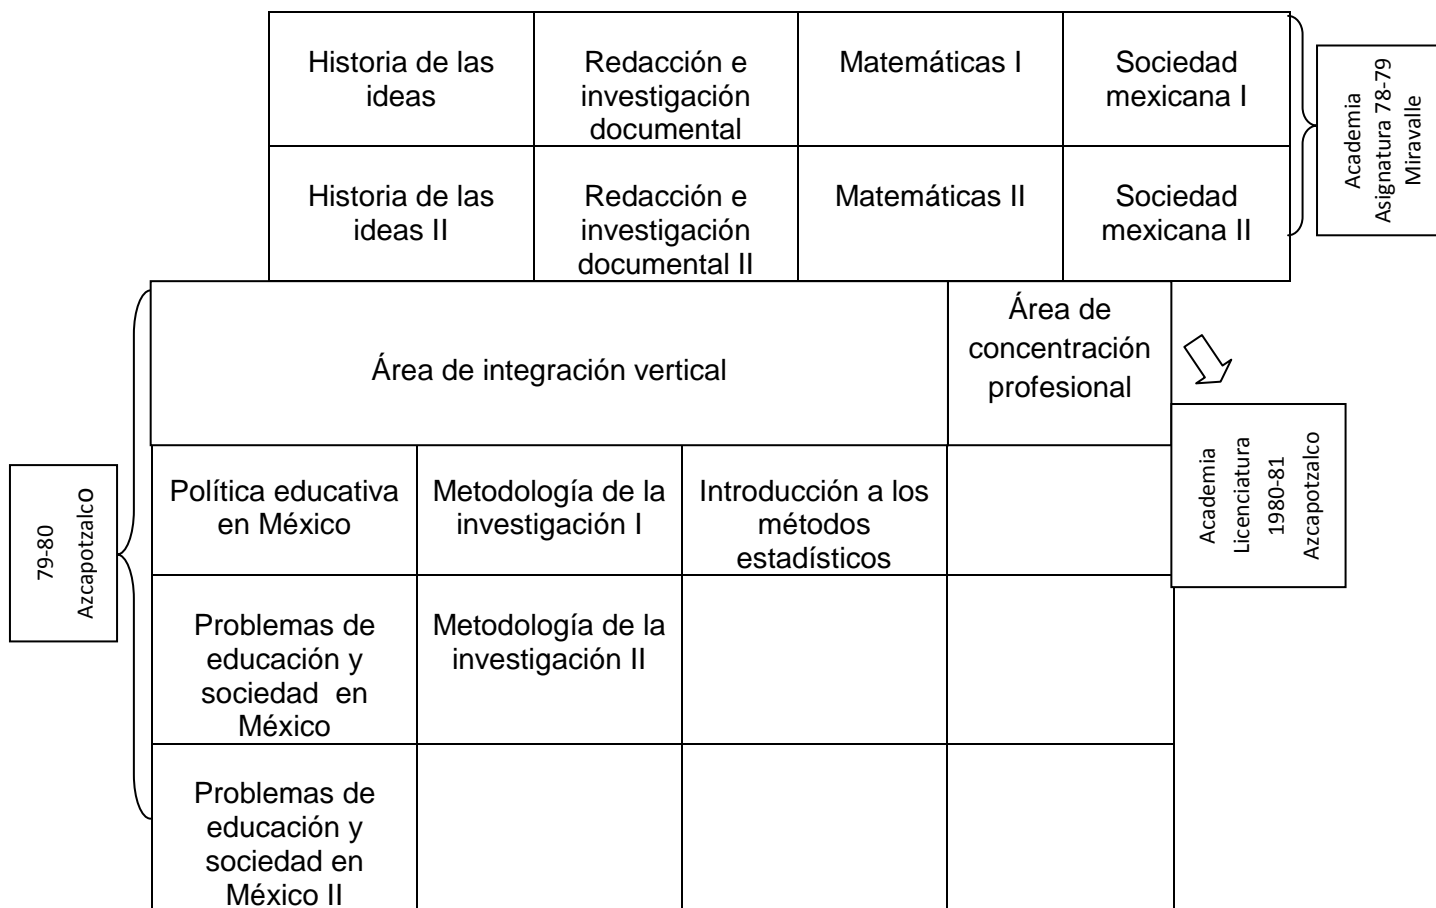 Historia de las
ideas
Redacción e
investigación
documental
Matemáticas I
Sociedad
mexicana I
Academia
Asignatura 78-79
Miravalle
Historia de las
ideas II
Redacción e
investigación
documental II
Matemáticas II
Sociedad
mexicana II
Área de integración vertical
Área de
concentración
profesional
Academia
Licenciatura
1980-81
Azcapotzalco
79-80
Azcapotzalco
Política educativa
en México
Metodología de la
investigación I
Introducción a los
métodos
estadísticos
Problemas de
educación y
sociedad en
México
Metodología de la
investigación II
Problemas de
educación y
sociedad en
México II